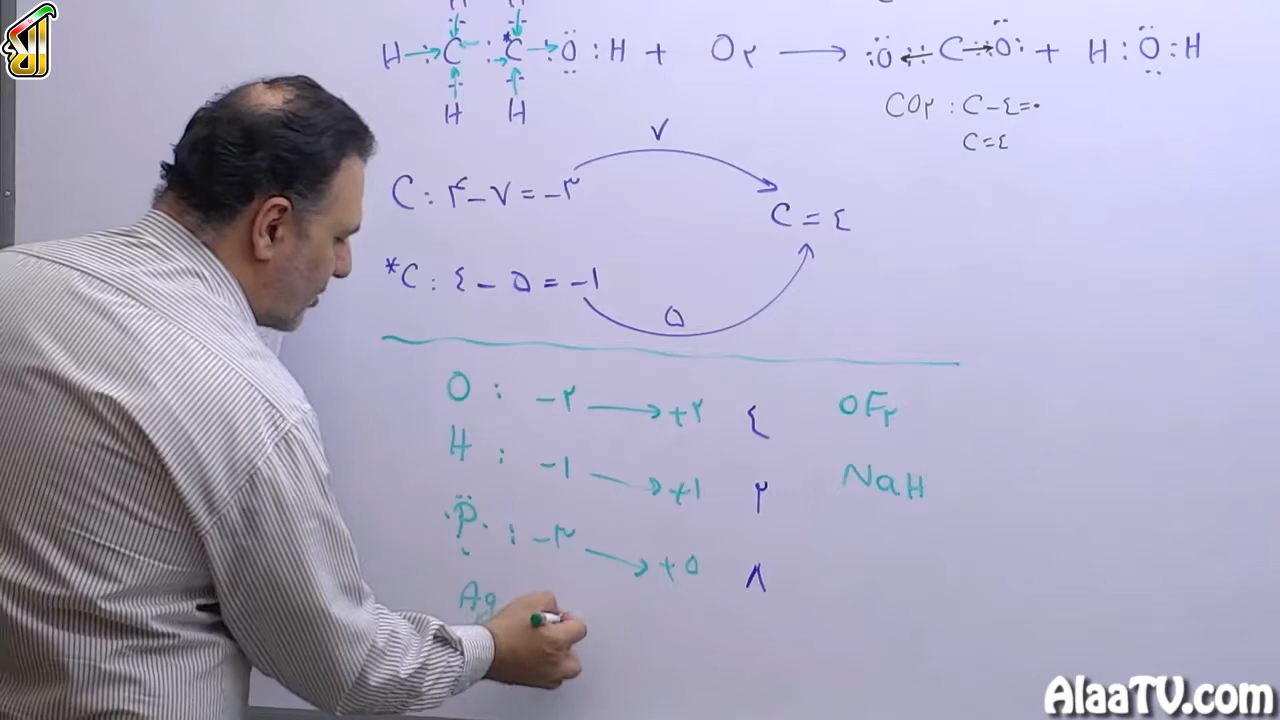 آلاء
H H
H → : C : *C → : O : H + O۲ → : O : ← C → O : + H : O : H
H H
CO۲ : C - ٤ = ۰
C = ٤
۷
C : ۴ - ۷ = -۳
C = ٤
*C : ٤ - ۵ = -۱
۵
O : -۲ → +۲ ٤ OF۲
H : -۱ → +۱ ۲ NaH
P : -۳ → +۵ ۸
Ag
AlaaTV.com